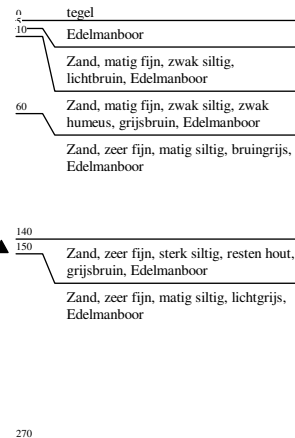 0 tegel
5
10 Edelmanboor
Zand, matig fijn, zwak siltig,
lichtbruin, Edelmanboor
60 Zand, matig fijn, zwak siltig, zwak
humeus, grijsbruin, Edelmanboor
Zand, zeer fijn, matig siltig, bruingrijs,
Edelmanboor
140
150 Zand, zeer fijn, sterk siltig, resten hout,
grijsbruin, Edelmanboor
Zand, zeer fijn, matig siltig, lichtgrijs,
Edelmanboor
270